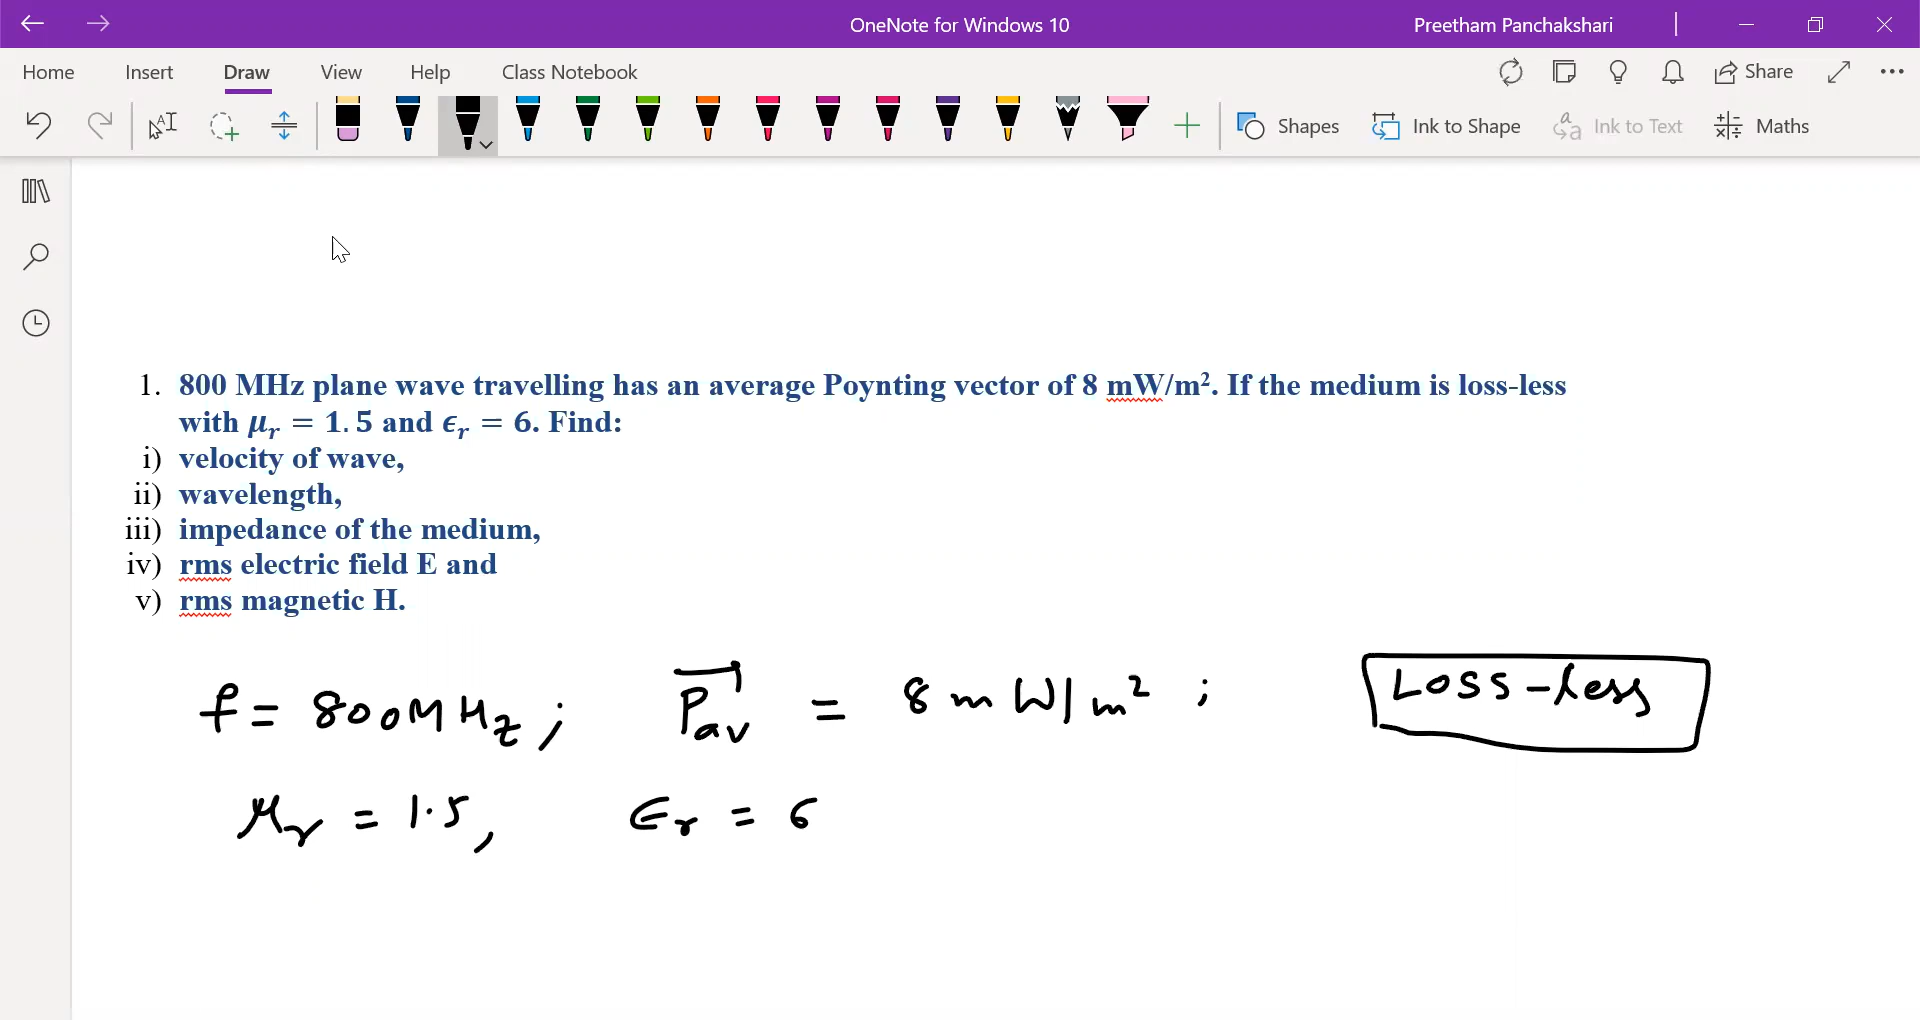 OneNote for Windows 10
Preetham Panchakshari
Home Insert Draw View Help Class Notebook
Share
Shapes Ink to Shape Ink to Text Maths
1. 800 MHz plane wave travelling has an average Poynting vector of 8 mW/m². If the medium is loss-less
with μᵣ = 1.5 and ϵᵣ = 6. Find:
i) velocity of wave,
ii) wavelength,
iii) impedance of the medium,
iv) rms electric field E and
v) rms magnetic H.
f = 800MHz; P⃗av = 8 mW/m² ; Loss-less
μᵣ = 1.5, ϵᵣ = 6